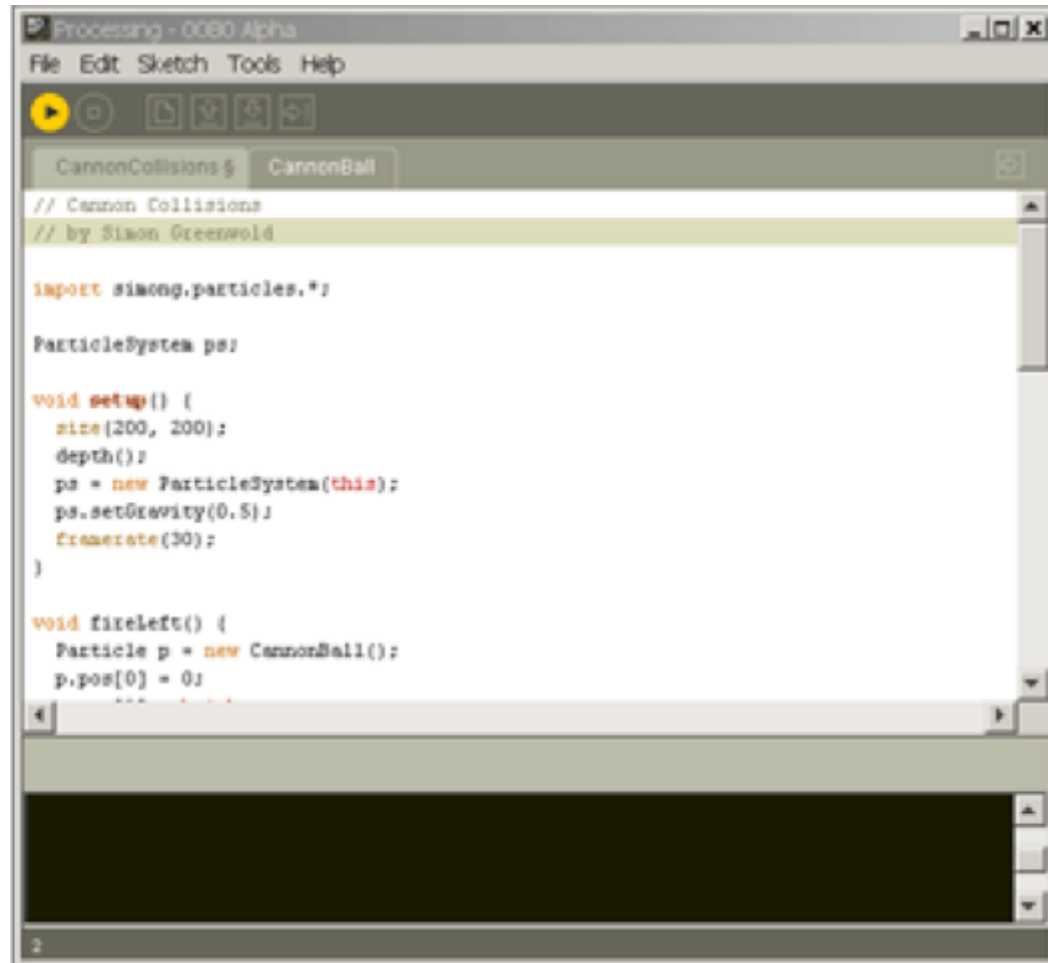 Processing - 0080 Alpha
File Edit Sketch Tools Help
CannonCollisions § CannonBall
// Cannon Collisions
// by Simon Greenwold
import simong.particles.*;
ParticleSystem ps;
void setup() {
size(200, 200);
depth();
ps = new ParticleSystem(this);
ps.setGravity(0.5);
framerate(30);
}
void fireLeft() {
Particle p = new CannonBall();
p.pos[0] = 0;
2